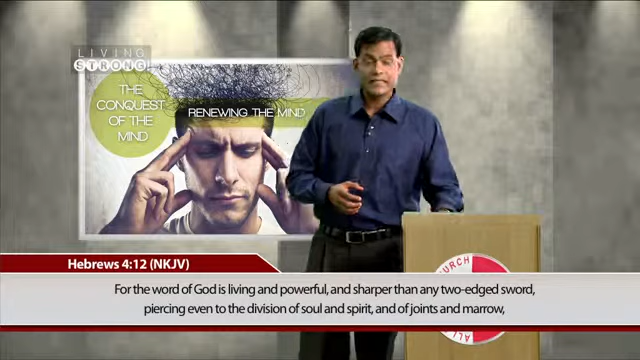 LIVING
STRONG
THE
CONQUEST
OF THE
MIND
RENEWING THE MIND
Hebrews 4:12 (NKJV)
For the word of God is living and powerful, and sharper than any two-edged sword,
piercing even to the division of soul and spirit, and of joints and marrow,
URCH
ALL